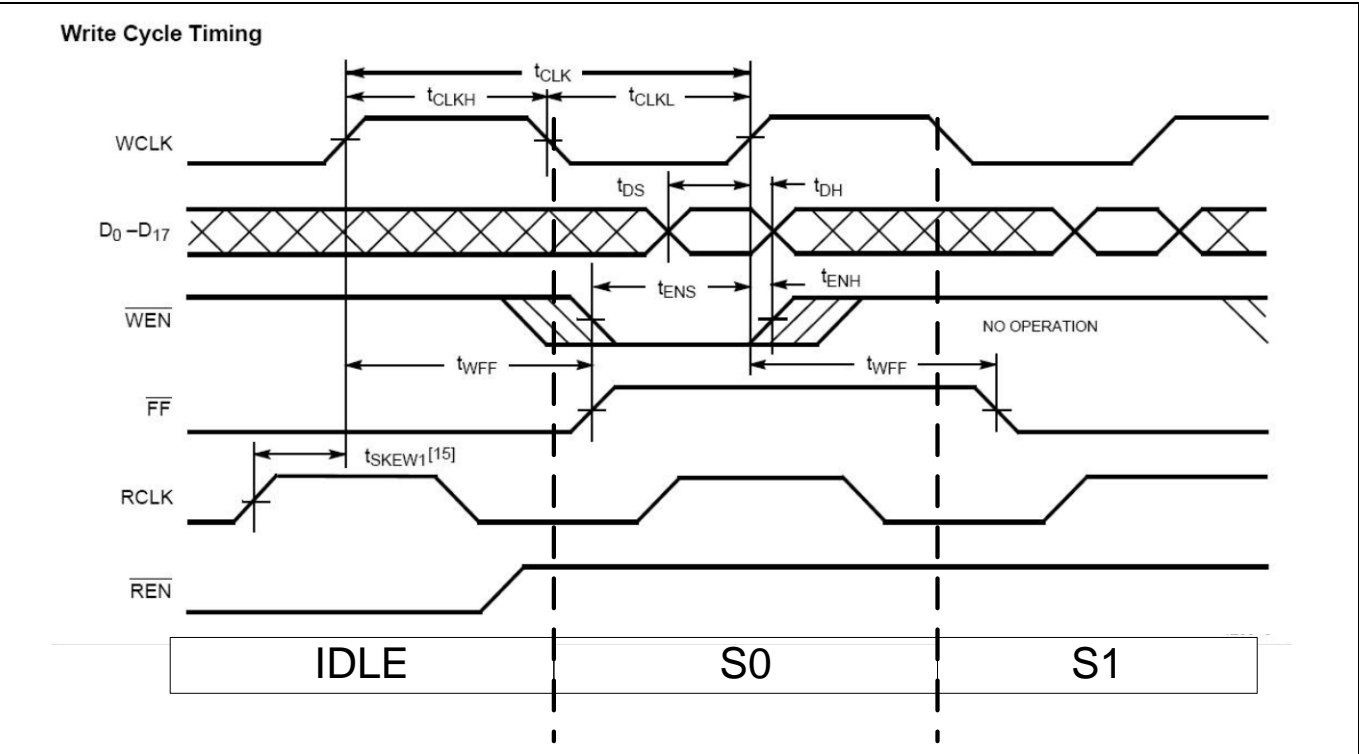 Write Cycle Timing
tCLK
tCLKH
tCLKL
WCLK
tDS
tDH
D0 –D17
tENS
tENH
WEN
NO OPERATION
tWFF
tWFF
FF
tSKEW1[15]
RCLK
REN
IDLE
S0
S1